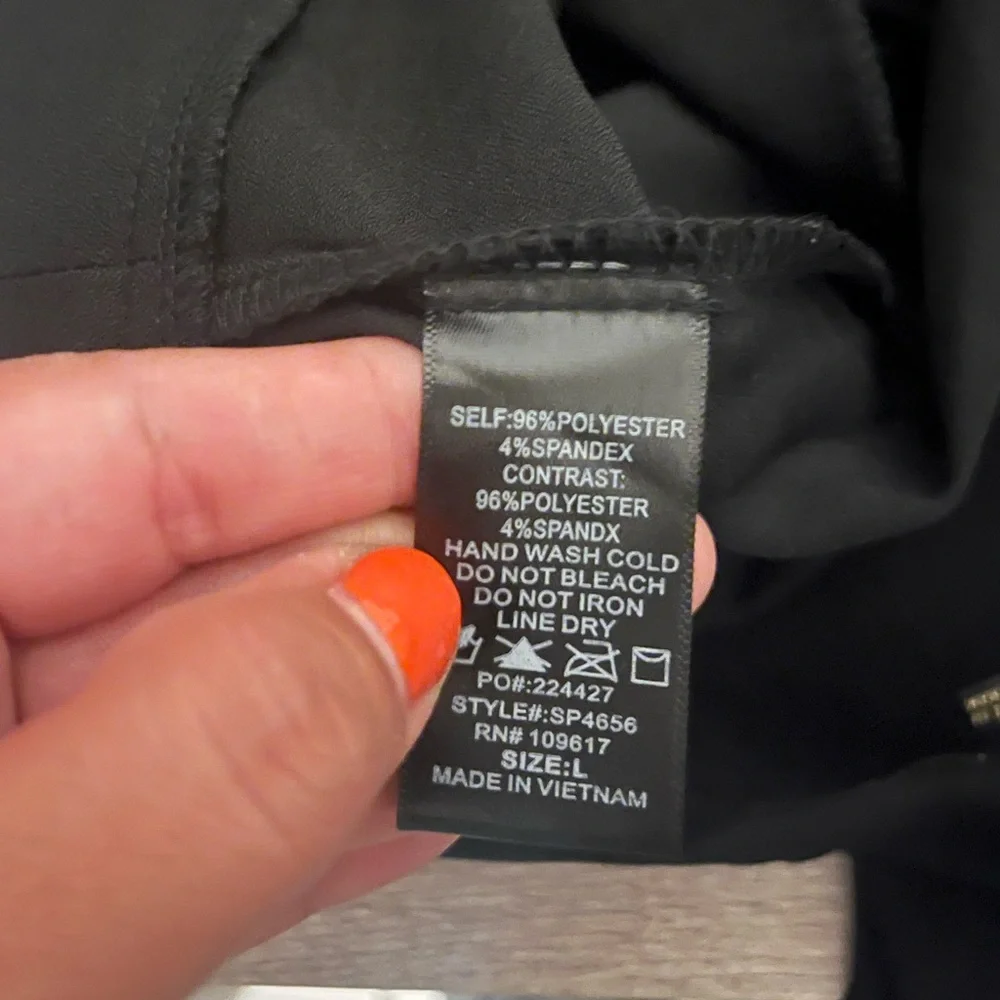 SELF:96%POLYESTER
4%SPANDEX
CONTRAST:
96%POLYESTER
4%SPANDX
HAND WASH COLD
DO NOT BLEACH
DO NOT IRON
LINE DRY
PO#:224427
STYLE#:SP4656
RN# 109617
SIZE:L
MADE IN VIETNAM